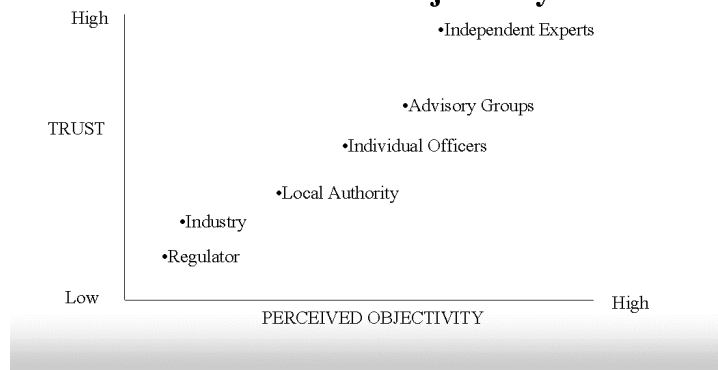 High
•Independent Experts
•Advisory Groups
TRUST
•Individual Officers
•Local Authority
•Industry
•Regulator
Low
High
PERCEIVED OBJECTIVITY